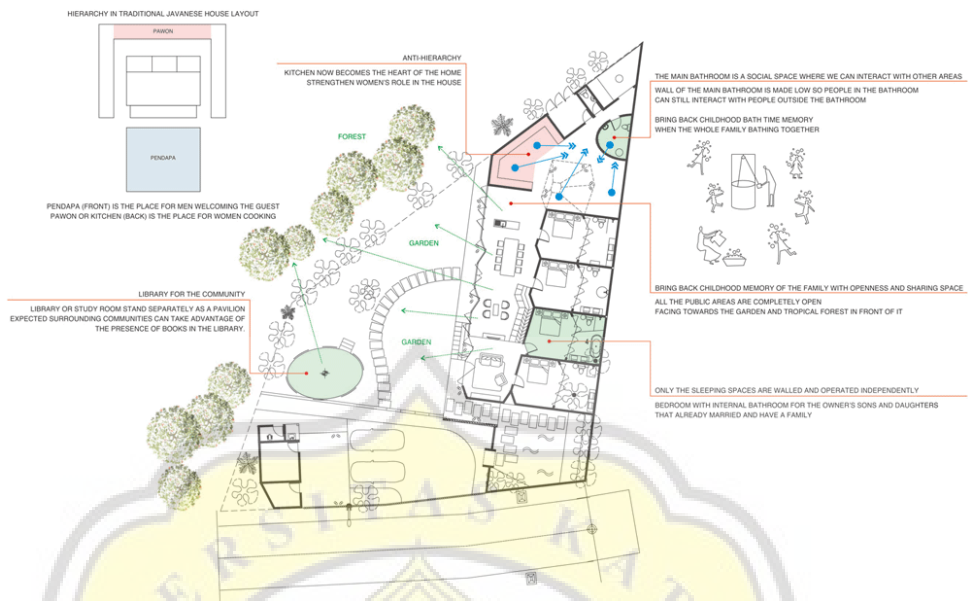 HIERARCHY IN TRADITIONAL JAVANESE HOUSE LAYOUT
PAWON
PENDAPA
PENDAPA (FRONT) IS THE PLACE FOR MEN WELCOMING THE GUEST
PAWON OR KITCHEN (BACK) IS THE PLACE FOR WOMEN COOKING
ANTI-HIERARCHY
KITCHEN NOW BECOMES THE HEART OF THE HOME
STRENGTHEN WOMEN'S ROLE IN THE HOUSE
THE MAIN BATHROOM IS A SOCIAL SPACE WHERE WE CAN INTERACT WITH OTHER AREAS
WALL OF THE MAIN BATHROOM IS MADE LOW SO PEOPLE IN THE BATHROOM
CAN STILL INTERACT WITH PEOPLE OUTSIDE THE BATHROOM
BRING BACK CHILDHOOD BATH TIME MEMORY
WHEN THE WHOLE FAMILY BATHING TOGETHER
FOREST
GARDEN
GARDEN
LIBRARY FOR THE COMMUNITY
LIBRARY OR STUDY ROOM STAND SEPARATELY AS A PAVILION
EXPECTED SURROUNDING COMMUNITIES CAN TAKE ADVANTAGE OF
THE PRESENCE OF BOOKS IN THE LIBRARY.
BRING BACK CHILDHOOD MEMORY OF THE FAMILY WITH OPENNESS AND SHARING SPACE
ALL THE PUBLIC AREAS ARE COMPLETELY OPEN
FACING TOWARDS THE GARDEN AND TROPICAL FOREST IN FRONT OF IT
ONLY THE SLEEPING SPACES ARE WALLED AND OPERATED INDEPENDENTLY
BEDROOM WITH INTERNAL BATHROOM FOR THE OWNER'S SONS AND DAUGHTERS
THAT ALREADY MARRIED AND HAVE A FAMILY
ERSITAS KAT